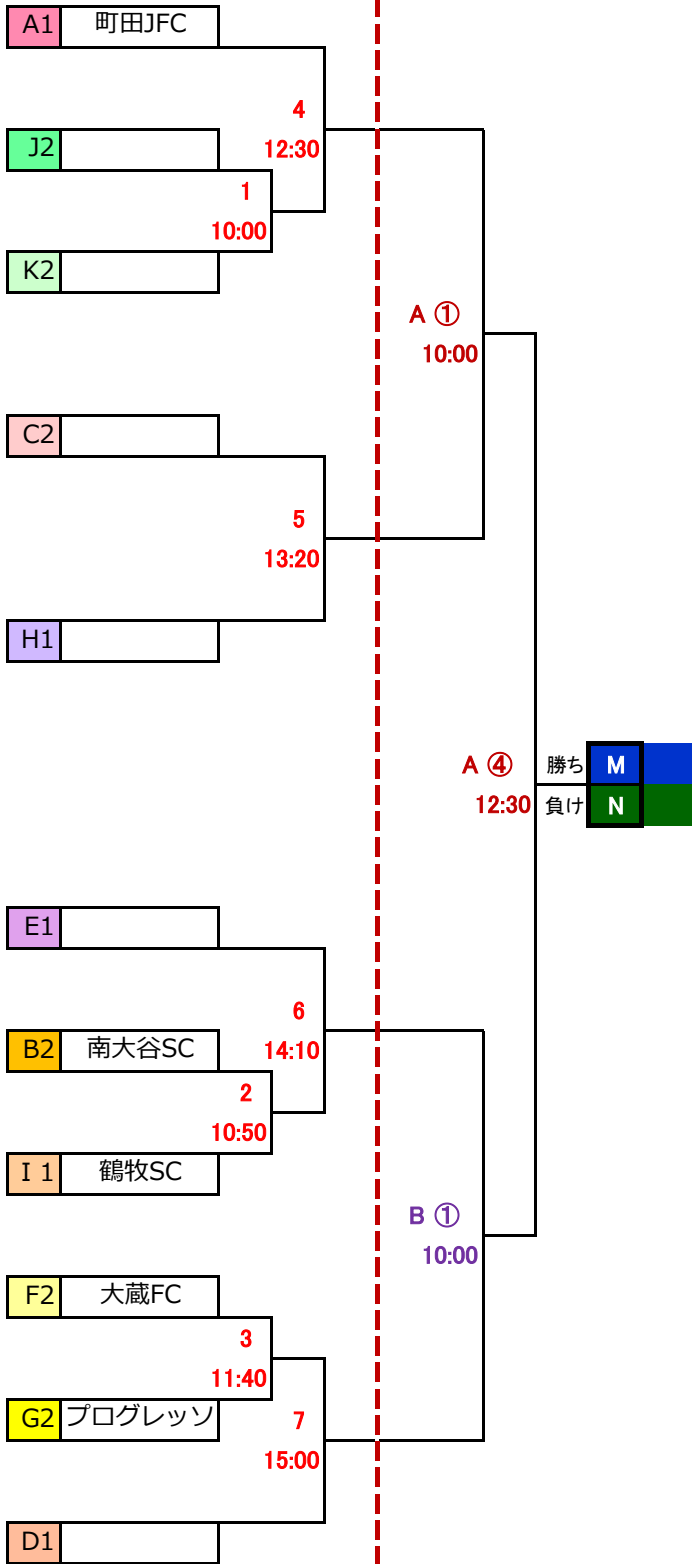 A1 町田JFC
4
12:30
J2
1
10:00
K2
A ①
10:00
C2
5
13:20
H1
A ④ 勝ち M
12:30 負け N
E1
6
14:10
B2 南大谷SC
2
10:50
I 1 鶴牧SC
B ①
10:00
F2 大蔵FC
3
11:40
G2 プログレッソ
7
15:00
D1